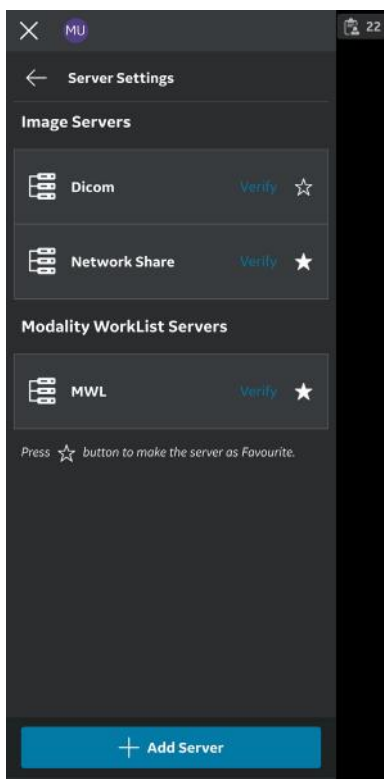 MU
22
Server Settings
Image Servers
Dicom Verify
Network Share Verify
Modality WorkList Servers
MWL Verify
Press button to make the server as Favourite.
Add Server